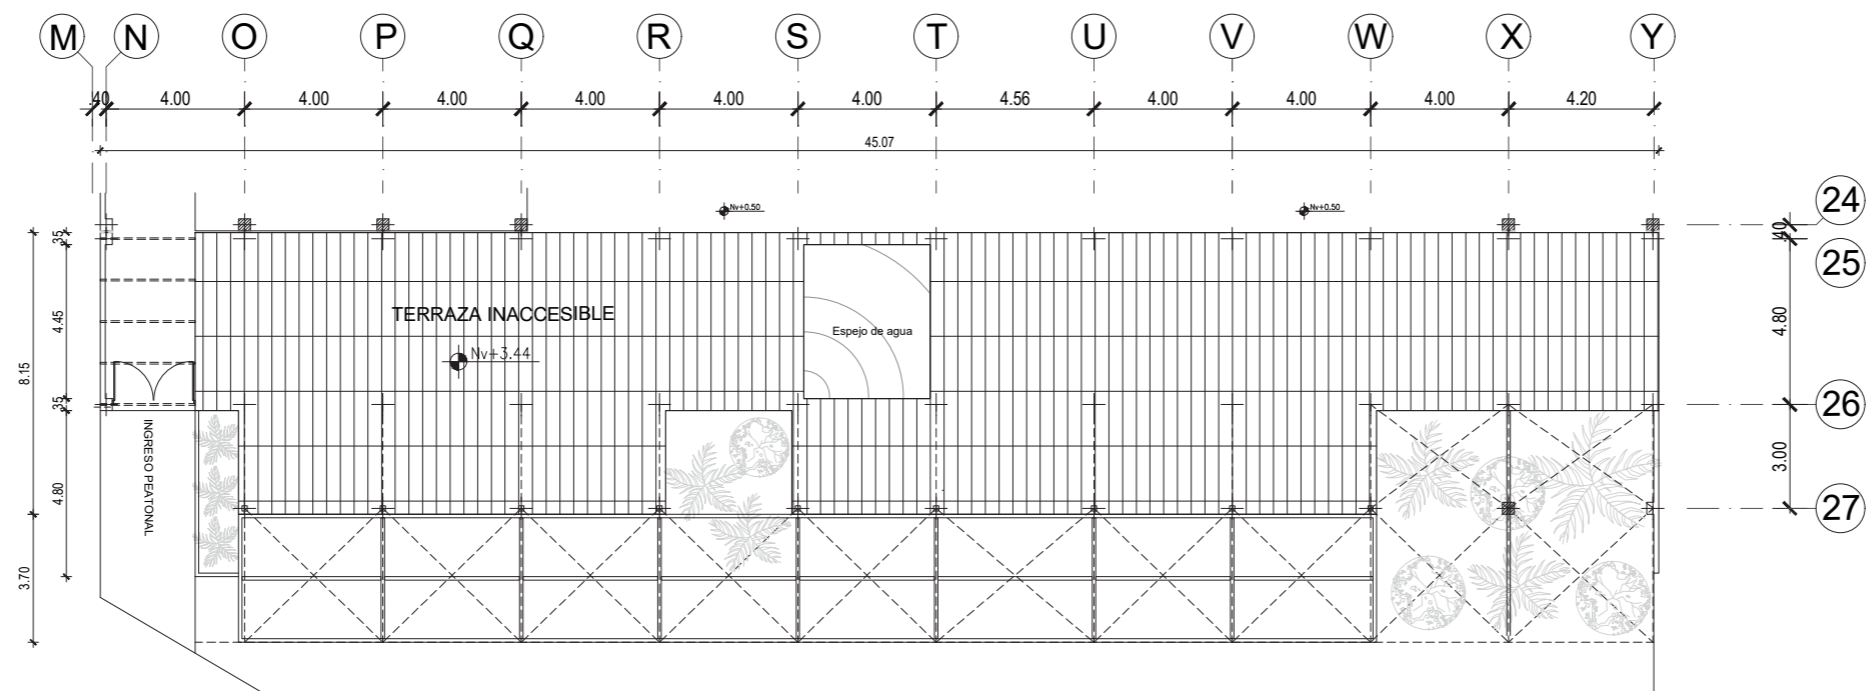 M N O P Q R S T U V W X Y
.40 4.00 4.00 4.00 4.00 4.00 4.00 4.56 4.00 4.00 4.00 4.20
45.07
24
Nv+0.50 Nv+0.50
.40
25
35
TERRAZA INACCESIBLE
4.45
4.80
Espejo de agua
Nv+3.44
8.15
35
26
INGRESO PEATONAL
3.00
4.80
27
3.70